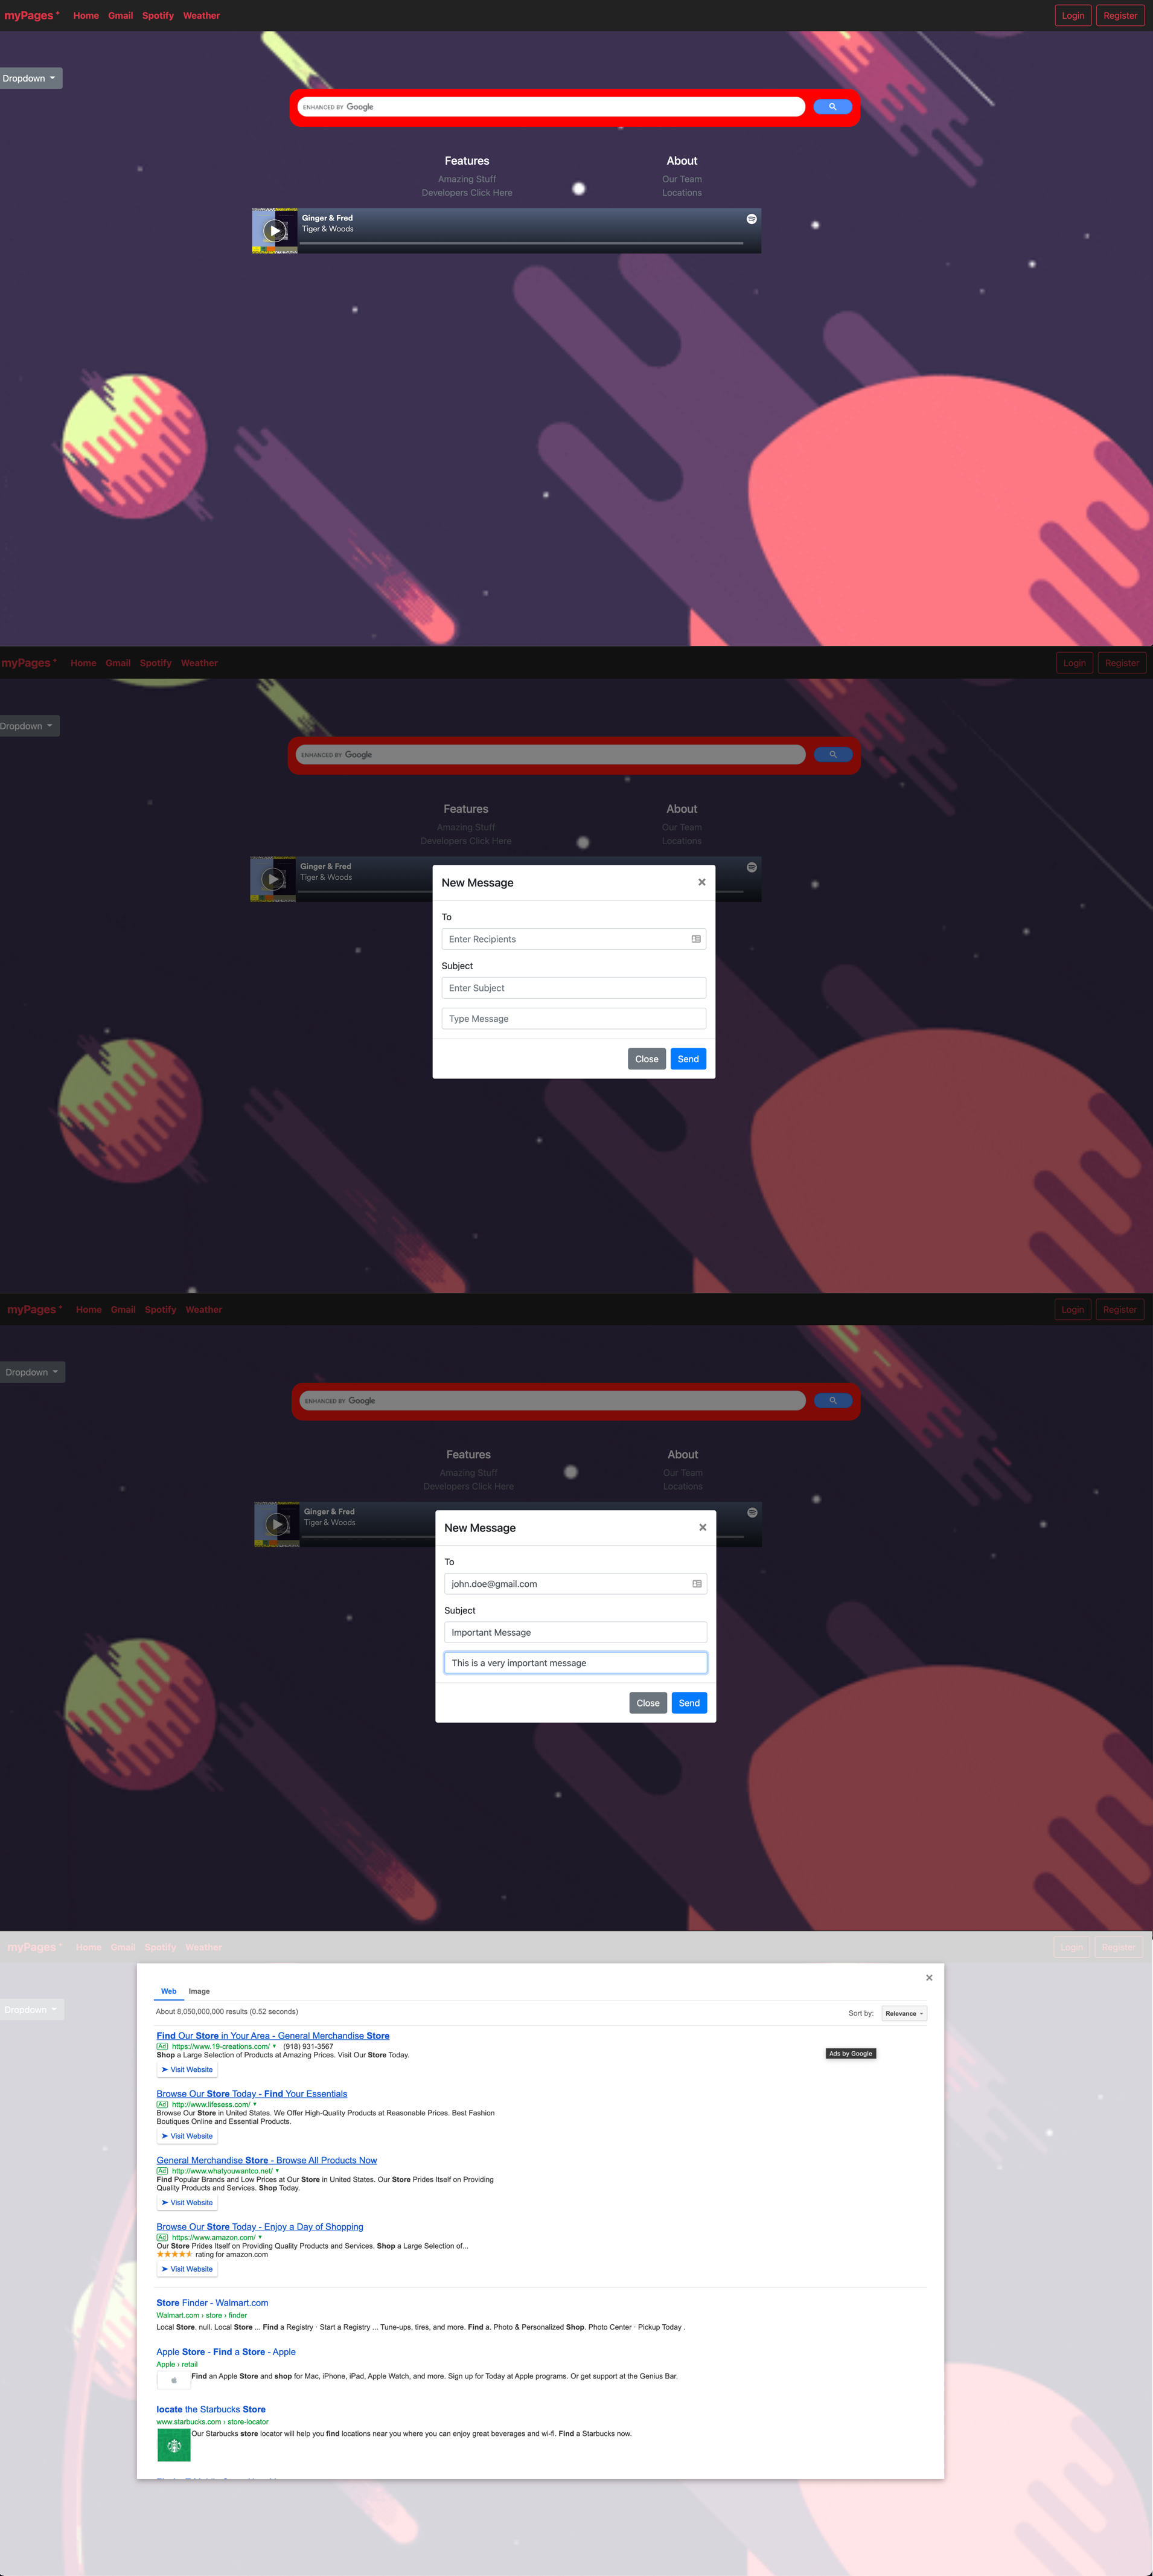 myPages * Home Gmail Spotify Weather Login Register
Dropdown
ENHANCED BY Google
Features About
Amazing Stuff Our Team
Developers Click Here Locations
Ginger & Fred
Tiger & Woods
myPages * Home Gmail Spotify Weather Login Register
Dropdown
ENHANCED BY Google
Features About
Amazing Stuff Our Team
Developers Click Here Locations
Ginger & Fred
Tiger & Woods
New Message ×
To
Enter Recipients
Subject
Enter Subject
Type Message
Close Send
myPages * Home Gmail Spotify Weather Login Register
Dropdown
ENHANCED BY Google
Features About
Amazing Stuff Our Team
Developers Click Here Locations
Ginger & Fred
Tiger & Woods
New Message ×
To
john.doe@gmail.com
Subject
Important Message
This is a very important message
Close Send
myPages * Home Gmail Spotify Weather Login Register
×
Web Image
Dropdown
About 8,050,000,000 results (0.52 seconds) Sort by: Relevance
Find Our Store in Your Area - General Merchandise Store
Ad https://www.19-creations.com/ (918) 931-3567
Shop a Large Selection of Products at Amazing Prices. Visit Our Store Today.
Ads by Google
Visit Website
Browse Our Store Today - Find Your Essentials
Ad http://www.lifesess.com/
Browse Our Store in United States. We Offer High-Quality Products at Reasonable Prices. Best Fashion
Boutiques Online and Essential Products.
Visit Website
General Merchandise Store - Browse All Products Now
Ad http://www.whatyouwantco.net/
Find Popular Brands and Low Prices at Our Store in United States. Our Store Prides Itself on Providing
Quality Products and Services. Shop Today.
Visit Website
Browse Our Store Today - Enjoy a Day of Shopping
Ad https://www.amazon.com/
Our Store Prides Itself on Providing Quality Products and Services. Shop a Large Selection of...
rating for amazon.com
Visit Website
Store Finder - Walmart.com
Walmart.com › store › finder
Local Store. null. Local Store ... Find a Registry · Start a Registry ... Tune-ups, tires, and more. Find a. Photo & Personalized Shop. Photo Center · Pickup Today .
Apple Store - Find a Store - Apple
Apple › retail
Find an Apple Store and shop for Mac, iPhone, iPad, Apple Watch, and more. Sign up for Today at Apple programs. Or get support at the Genius Bar.
locate the Starbucks Store
www.starbucks.com › store-locator
Our Starbucks store locator will help you find locations near you where you can enjoy great beverages and wi-fi. Find a Starbucks now.